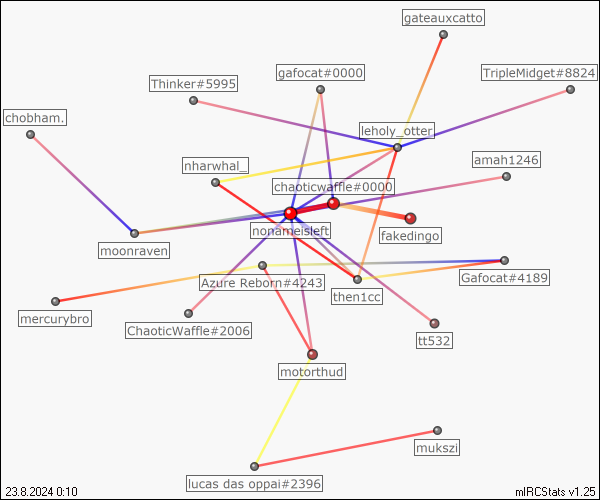 gateauxcatto
gafocat#0000
TripleMidget#8824
Thinker#5995
chobham.
leholy_otter
nharwhal_
amah1246
chaoticwaffle#0000
nonameisleft
fakedingo
moonraven
Azure Reborn#4243
Gafocat#4189
then1cc
mercurybro
ChaoticWaffle#2006
tt532
motorthud
mukszi
lucas das oppai#2396
23.8.2024 0:10
mIRCStats v1.25